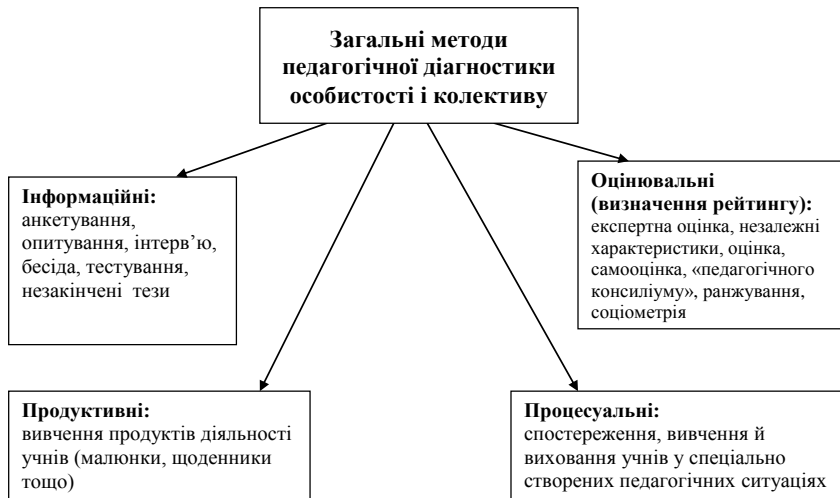 Загальні методи
педагогічної діагностики
особистості і колективу
Інформаційні:
анкетування,
опитування, інтерв’ю,
бесіда, тестування,
незакінчені тези
Оцінювальні
(визначення рейтингу):
експертна оцінка, незалежні
характеристики, оцінка,
самооцінка, «педагогічного
консиліуму», ранжування,
соціометрія
Продуктивні:
вивчення продуктів діяльності
учнів (малюнки, щоденники
тощо)
Процесуальні:
спостереження, вивчення й
виховання учнів у спеціально
створених педагогічних ситуаціях